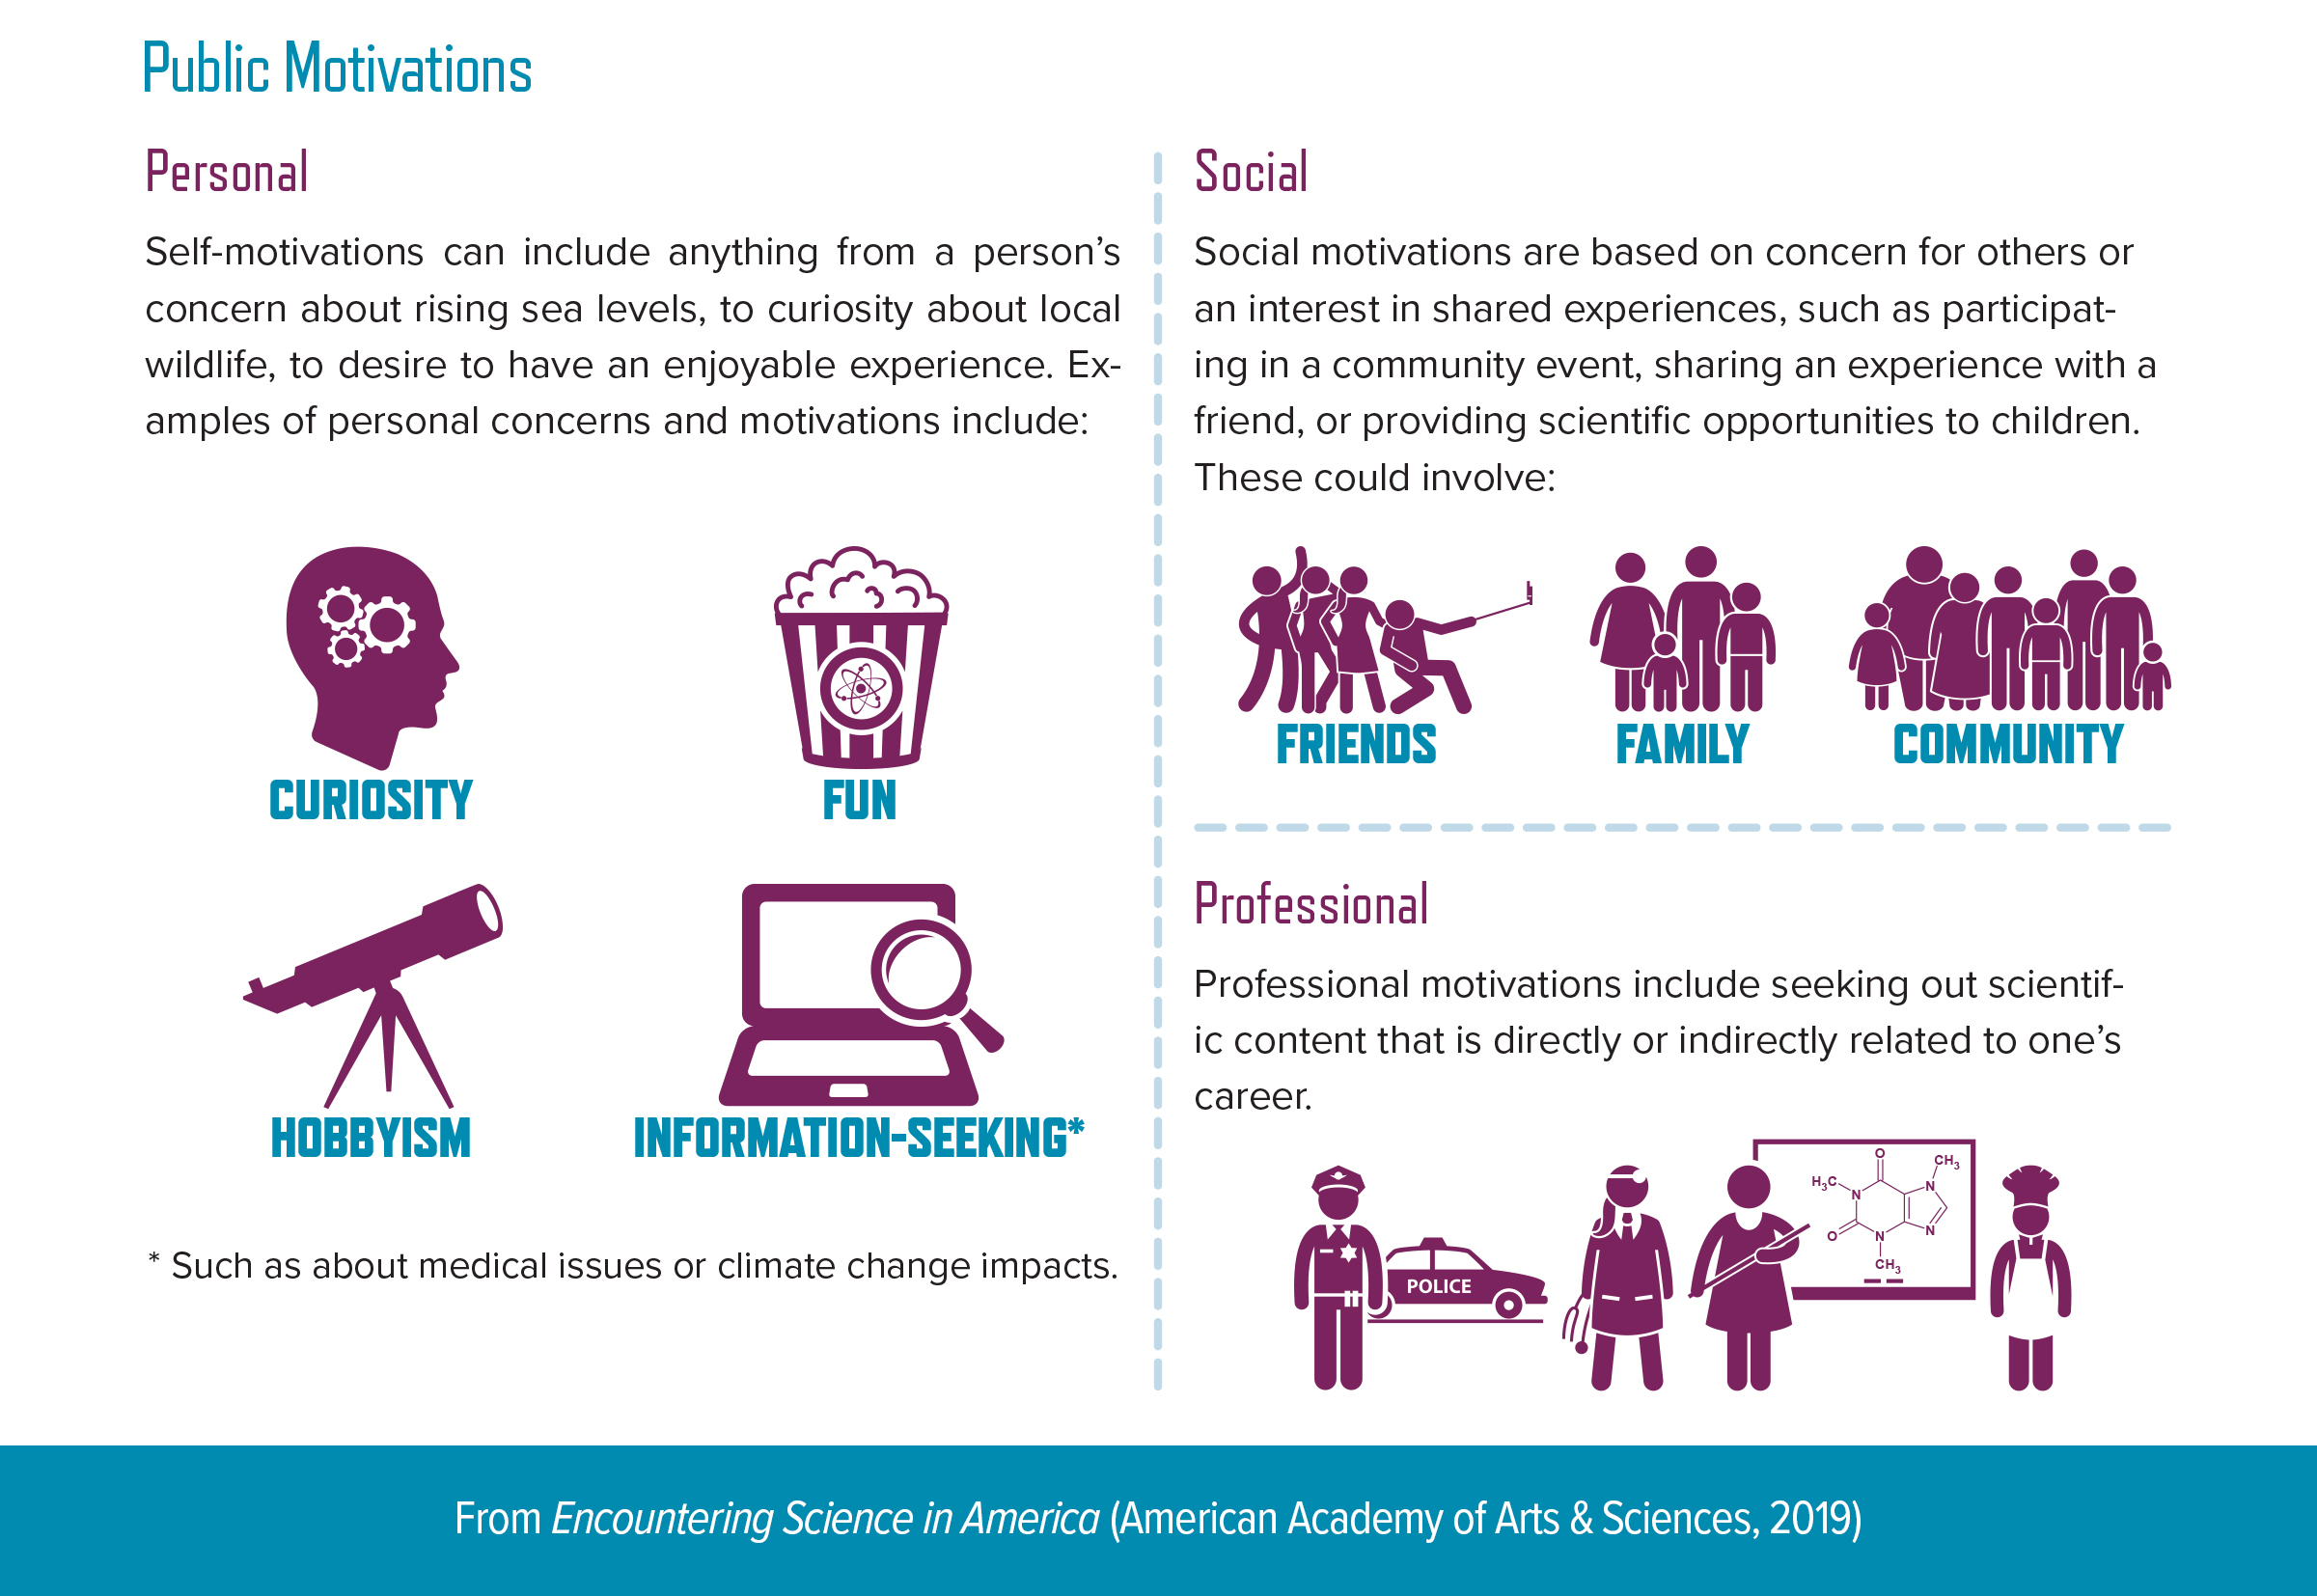 Public Motivations
Personal
Self-motivations can include anything from a person's
concern about rising sea levels, to curiosity about local
wildlife, to desire to have an enjoyable experience. Ex-
amples of personal concerns and motivations include:
CURIOSITY
FUN
HOBBYISM
INFORMATION-SEEKING*
* Such as about medical issues or climate change impacts.
Social
Social motivations are based on concern for others or
an interest in shared experiences, such as participat-
ing in a community event, sharing an experience with a
friend, or providing scientific opportunities to children.
These could involve:
FRIENDS
FAMILY
COMMUNITY
Professional
Professional motivations include seeking out scientif-
ic content that is directly or indirectly related to one's
career.
POLICE
O
CH₃
H₃C
N
N
O
N
N
CH₃
From Encountering Science in America (American Academy of Arts & Sciences, 2019)